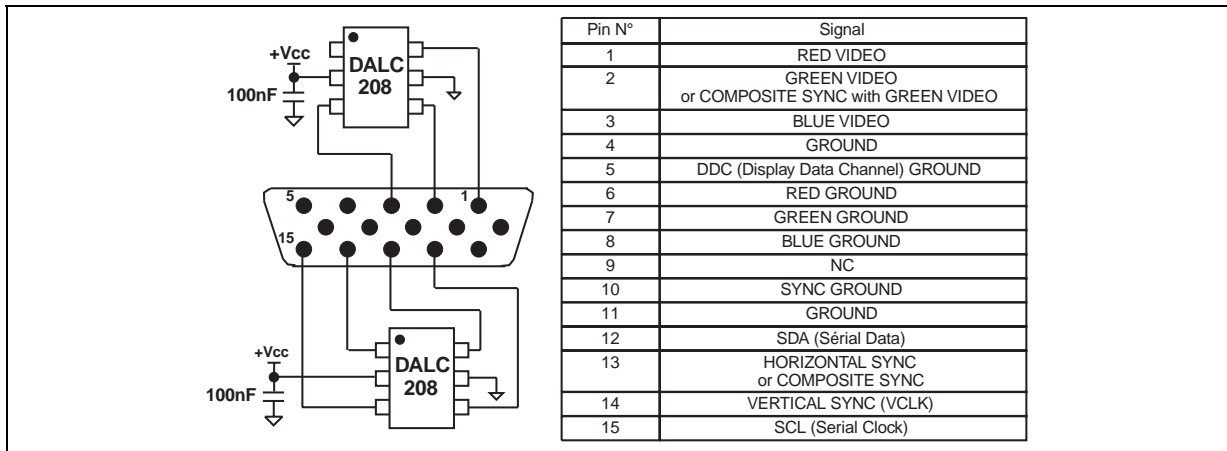 +Vcc
DALC
208
100nF
5
1
15
+Vcc
DALC
208
100nF
Pin N° Signal
1 RED VIDEO
2 GREEN VIDEO
or COMPOSITE SYNC with GREEN VIDEO
3 BLUE VIDEO
4 GROUND
5 DDC (Display Data Channel) GROUND
6 RED GROUND
7 GREEN GROUND
8 BLUE GROUND
9 NC
10 SYNC GROUND
11 GROUND
12 SDA (Sérial Data)
13 HORIZONTAL SYNC
or COMPOSITE SYNC
14 VERTICAL SYNC (VCLK)
15 SCL (Serial Clock)